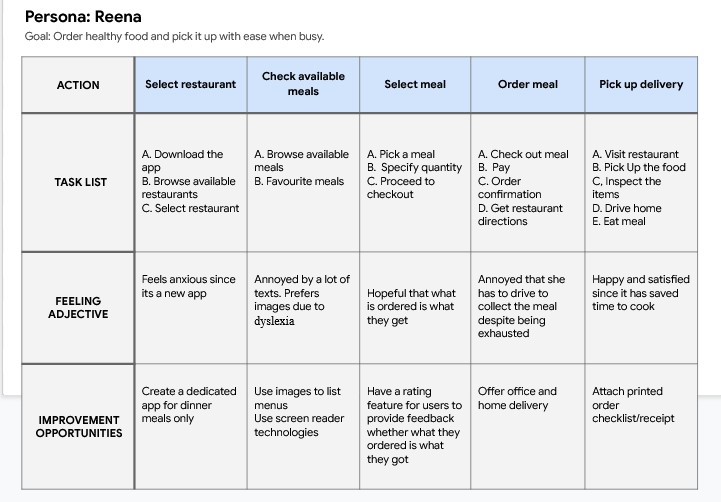 Persona: Reena
Goal: Order healthy food and pick it up with ease when busy.
ACTION
Select restaurant
Check available
meals
Select meal
Order meal
Pick up delivery
TASK LIST
A. Download the
app
B. Browse available
restaurants
C. Select restaurant
A. Browse available
meals
B. Favourite meals
A. Pick a meal
B. Specify quantity
C. Proceed to
checkout
A. Check out meal
B. Pay
C. Order
confirmation
D. Get restaurant
directions
A. Visit restaurant
B. Pick Up the food
C, Inspect the
items
D. Drive home
E. Eat meal
FEELING
ADJECTIVE
Feels anxious since
its a new app
Annoyed by a lot of
texts. Prefers
images due to
dyslexia
Hopeful that what
is ordered is what
they get
Annoyed that she
has to drive to
collect the meal
despite being
exhausted
Happy and satisfied
since it has saved
time to cook
IMPROVEMENT
OPPORTUNITIES
Create a dedicated
app for dinner
meals only
Use images to list
menus
Use screen reader
technologies
Have a rating
feature for users to
provide feedback
whether what they
ordered is what
they got
Offer office and
home delivery
Attach printed
order
checklist/receipt